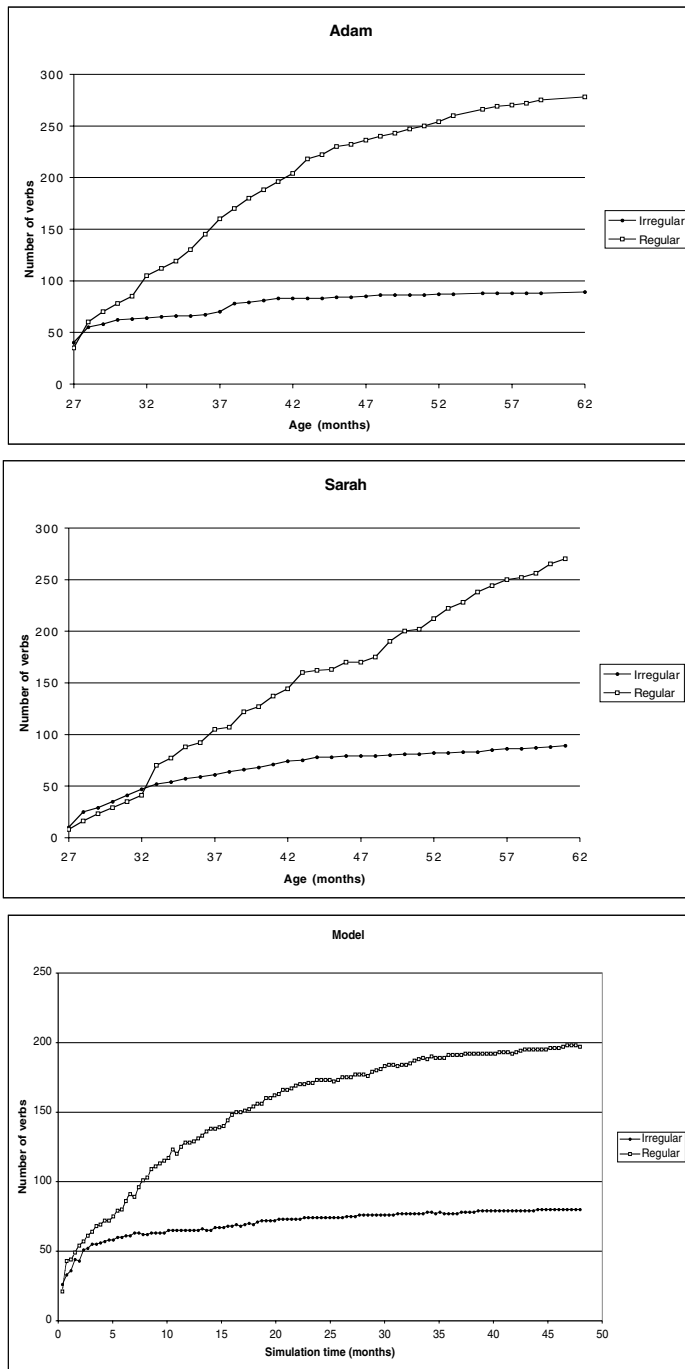 Adam
300
250
200
150
100
50
0
Number of verbs
27 32 37 42 47 52 57 62
Age (months)
Irregular
Regular
Sarah
300
250
200
150
100
50
0
Number of verbs
27 32 37 42 47 52 57 62
Age (months)
Irregular
Regular
Model
250
200
150
100
50
0
Number of verbs
0 5 10 15 20 25 30 35 40 45 50
Simulation time (months)
Irregular
Regular